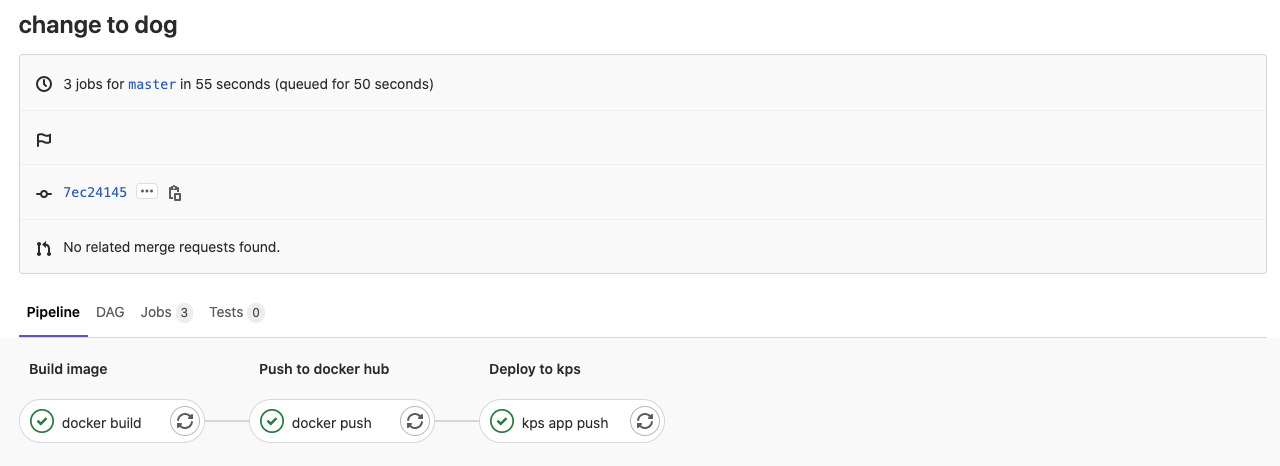 change to dog
3 jobs for master in 55 seconds (queued for 50 seconds)
7ec24145
No related merge requests found.
Pipeline DAG Jobs 3 Tests 0
Build image Push to docker hub Deploy to kps
docker build docker push kps app push